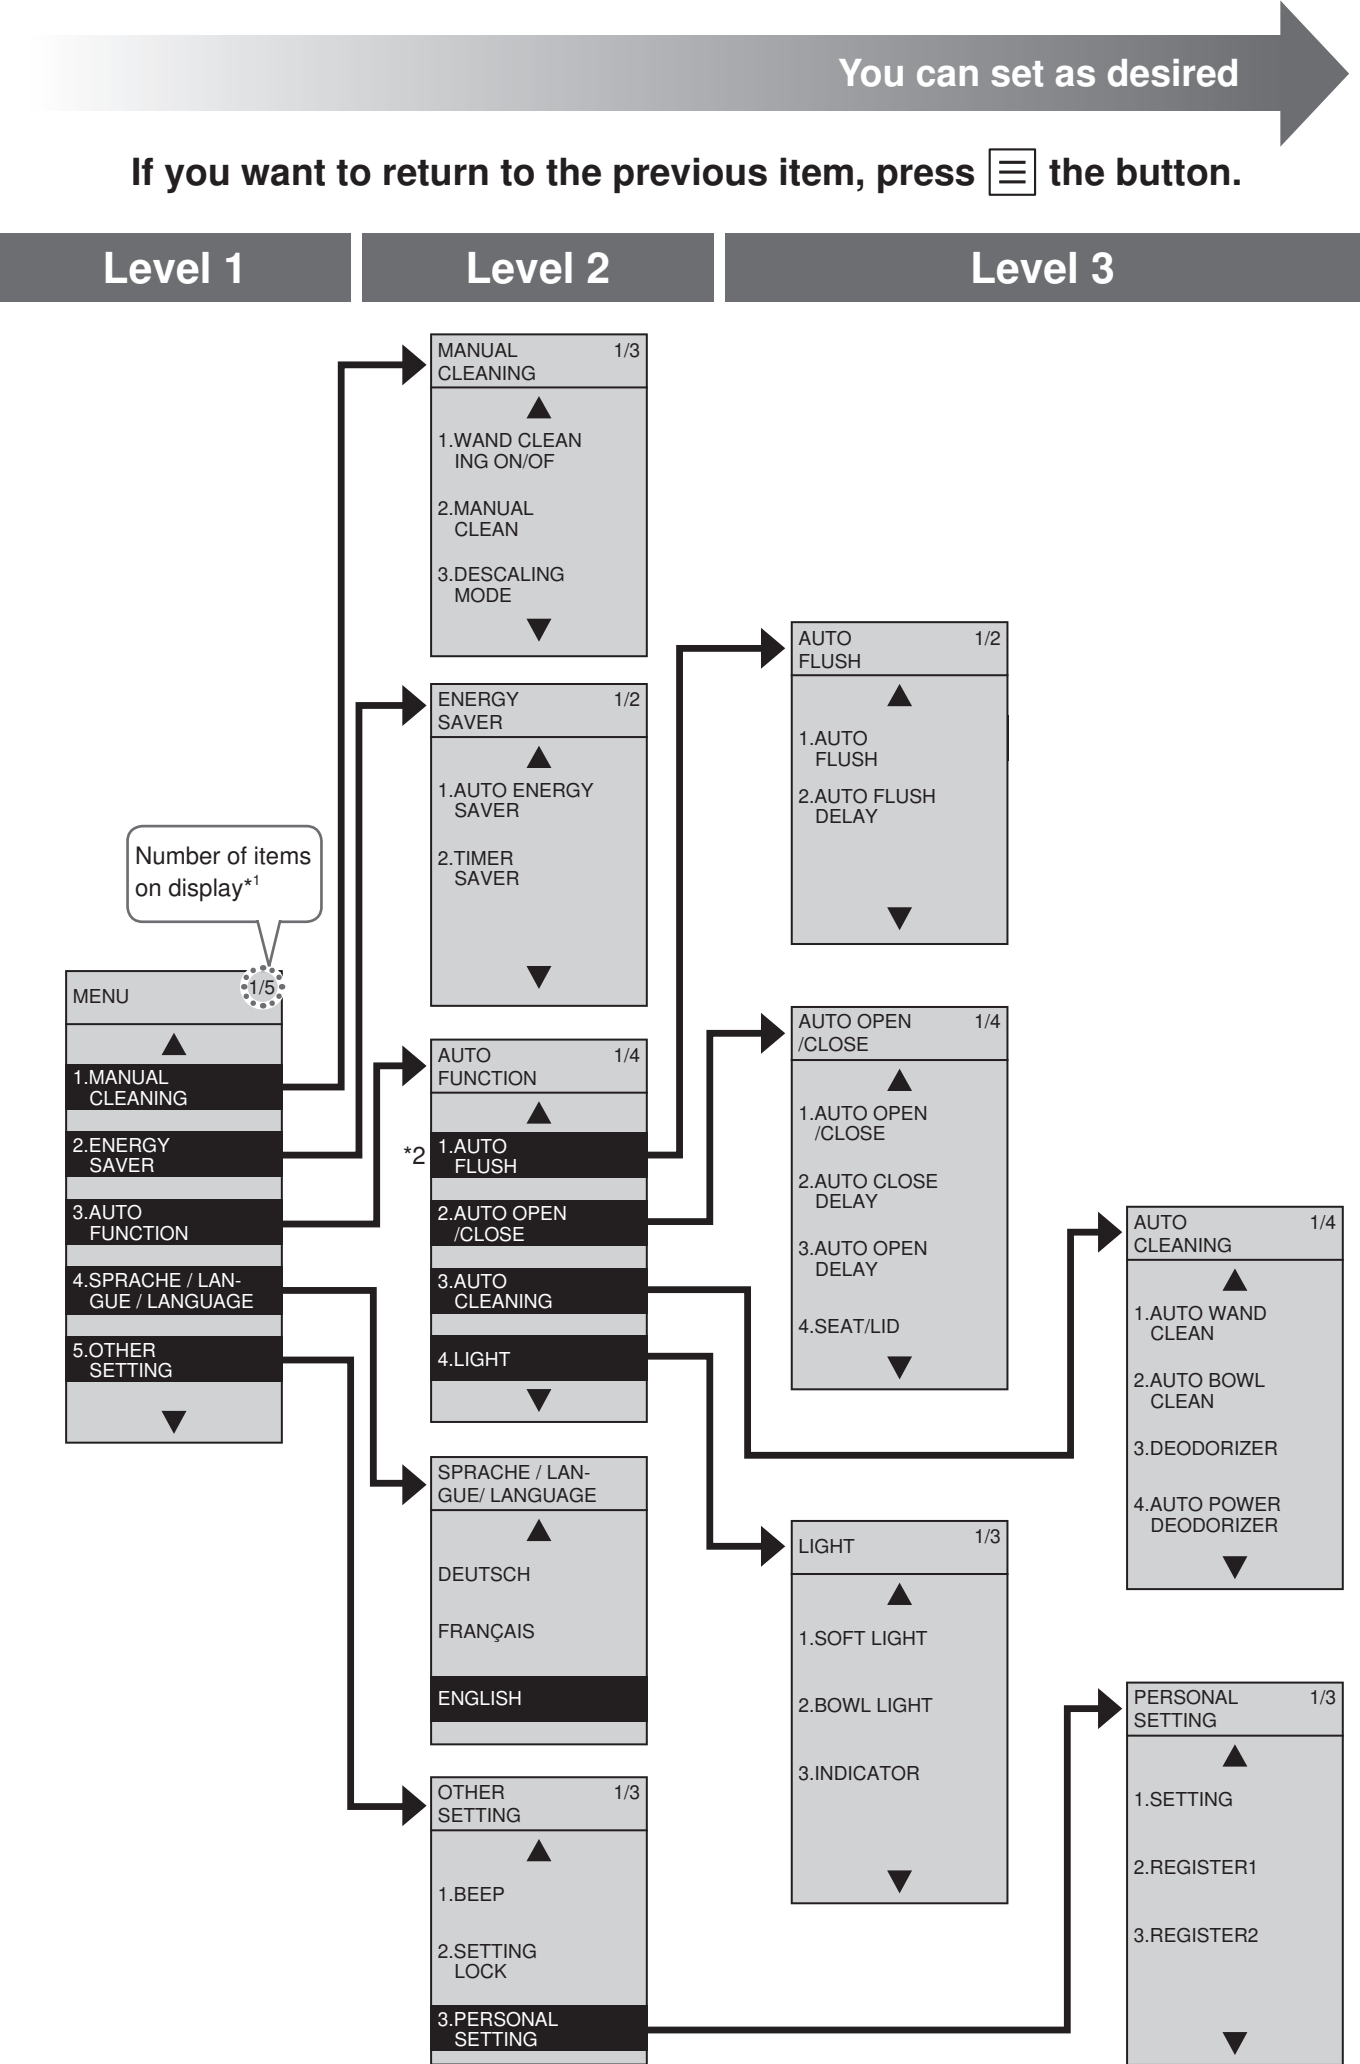 You can set as desired
If you want to return to the previous item, press the button.
Level 1
Level 2
Level 3
Number of items
on display*1
MENU 1/5
1.MANUAL
CLEANING
2.ENERGY
SAVER
3.AUTO
FUNCTION
4.SPRACHE / LAN-
GUE / LANGUAGE
5.OTHER
SETTING
MANUAL 1/3
CLEANING
1.WAND CLEAN
ING ON/OF
2.MANUAL
CLEAN
3.DESCALING
MODE
ENERGY 1/2
SAVER
1.AUTO ENERGY
SAVER
2.TIMER
SAVER
AUTO 1/4
FUNCTION
*2
1.AUTO
FLUSH
2.AUTO OPEN
/CLOSE
3.AUTO
CLEANING
4.LIGHT
SPRACHE / LAN-
GUE/ LANGUAGE
DEUTSCH
FRANÇAIS
ENGLISH
OTHER 1/3
SETTING
1.BEEP
2.SETTING
LOCK
3.PERSONAL
SETTING
AUTO 1/2
FLUSH
1.AUTO
FLUSH
2.AUTO FLUSH
DELAY
AUTO OPEN 1/4
/CLOSE
1.AUTO OPEN
/CLOSE
2.AUTO CLOSE
DELAY
3.AUTO OPEN
DELAY
4.SEAT/LID
LIGHT 1/3
1.SOFT LIGHT
2.BOWL LIGHT
3.INDICATOR
AUTO 1/4
CLEANING
1.AUTO WAND
CLEAN
2.AUTO BOWL
CLEAN
3.DEODORIZER
4.AUTO POWER
DEODORIZER
PERSONAL 1/3
SETTING
1.SETTING
2.REGISTER1
3.REGISTER2